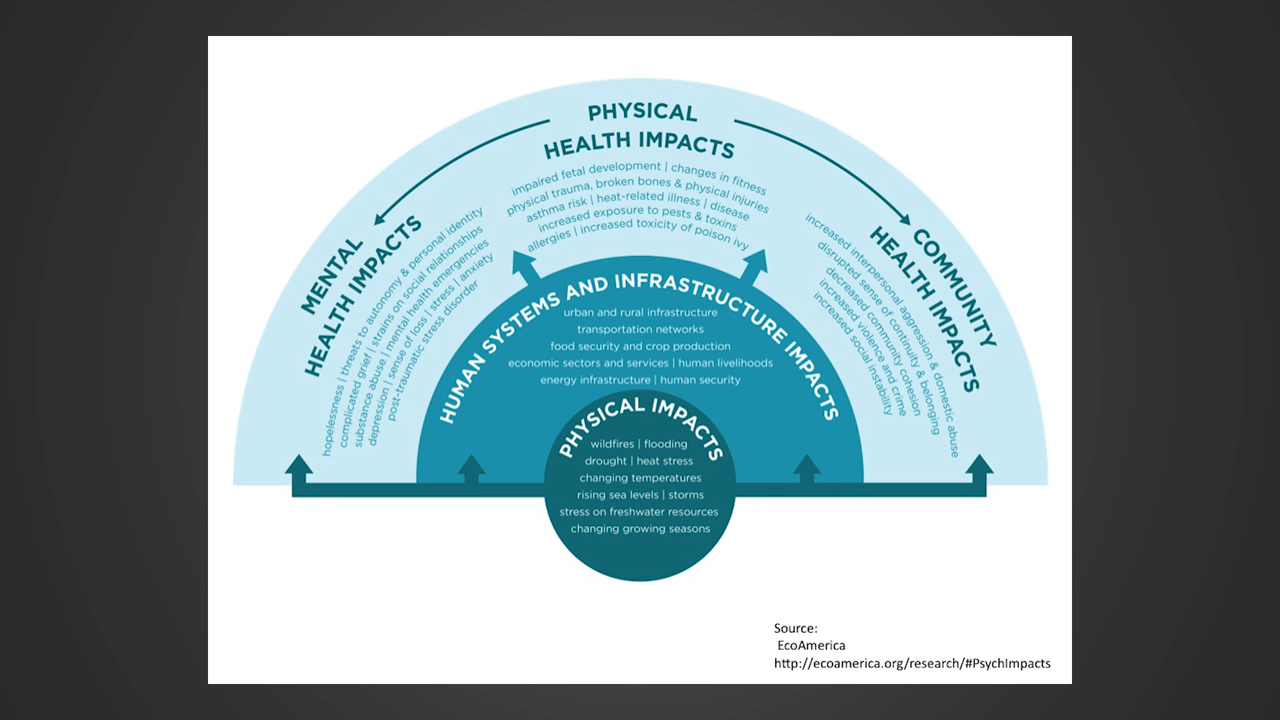 PHYSICAL
HEALTH IMPACTS
impaired fetal development | changes in fitness
physical trauma, broken bones & physical injuries
asthma risk | heat-related illness | disease
increased exposure to pests & toxins
allergies | increased toxicity of poison ivy
MENTAL
HEALTH IMPACTS
hopelessness | threats to autonomy & personal identity
complicated grief | strains on social relationships
substance abuse | mental health emergencies
depression | sense of loss | stress | anxiety
post-traumatic stress disorder
COMMUNITY
HEALTH IMPACTS
increased interpersonal aggression & domestic abuse
disrupted sense of continuity & belonging
decreased community cohesion
increased violence and crime
increased social instability
HUMAN SYSTEMS AND INFRASTRUCTURE IMPACTS
urban and rural infrastructure
transportation networks
food security and crop production
economic sectors and services | human livelihoods
energy infrastructure | human security
PHYSICAL IMPACTS
wildfires | flooding
drought | heat stress
changing temperatures
rising sea levels | storms
stress on freshwater resources
changing growing seasons
Source:
EcoAmerica
http://ecoamerica.org/research/#PsychImpacts